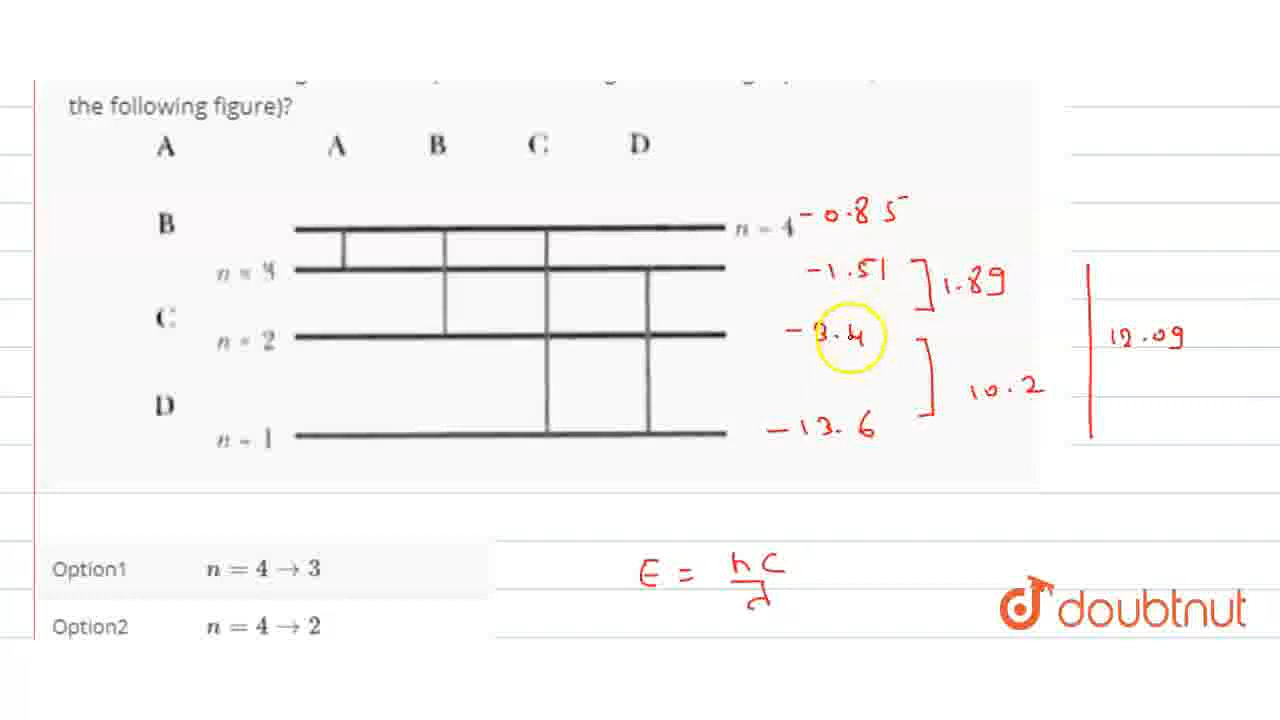 the following figure)?
A A B C D
B
n = 4 -0.85
n = 3 -1.51 1.89
C
n = 2 -3.4 12.09
D 10.2
n = 1 -13.6
Option1 n = 4 → 3
E = hC/λ
doubtnut
Option2 n = 4 → 2